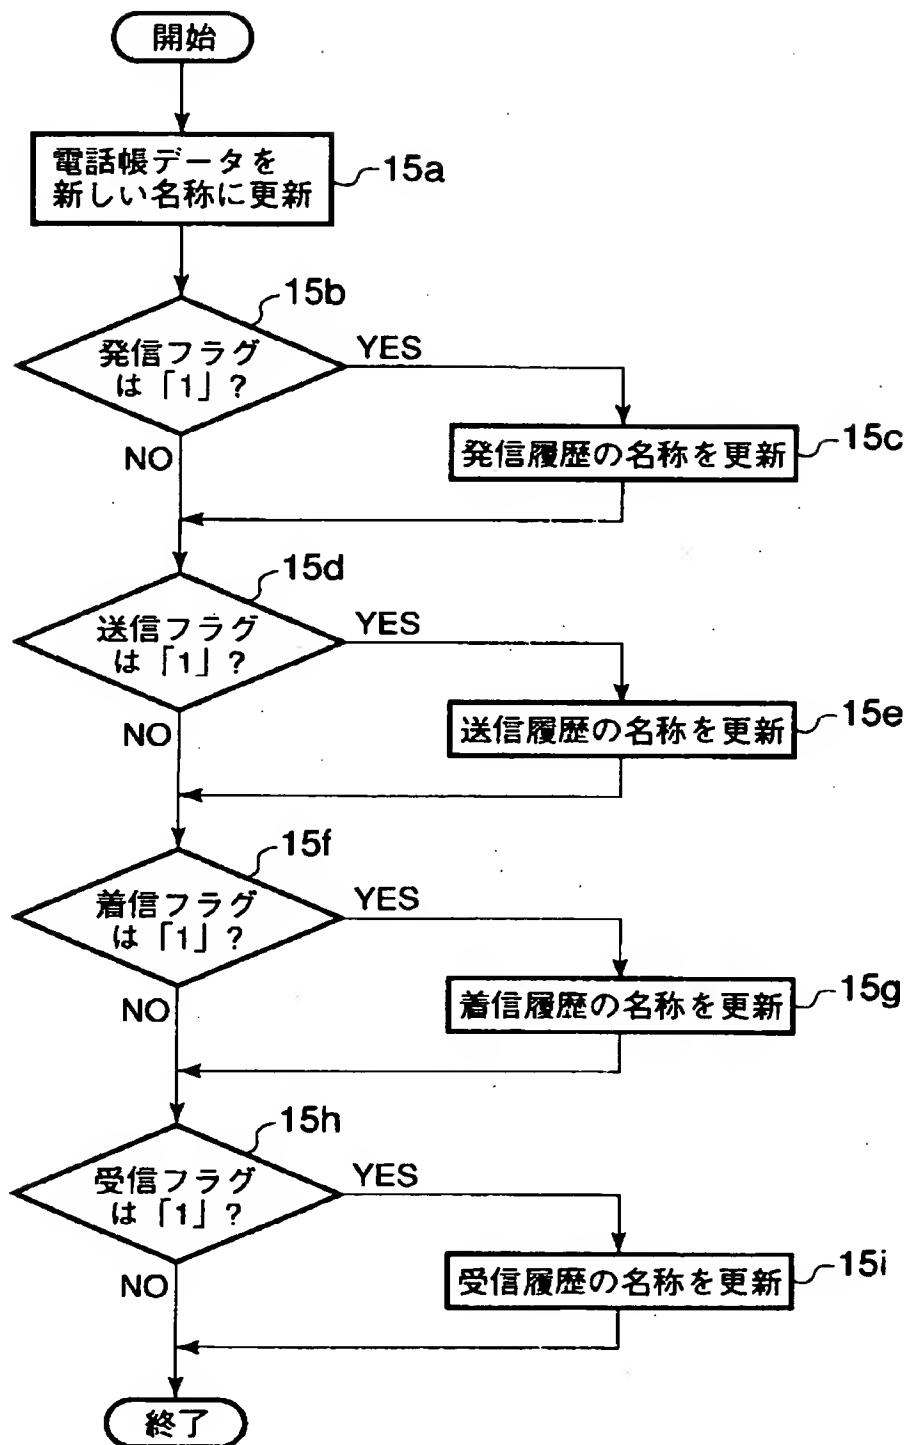 開始
電話帳データを
新しい名称に更新
15a
15b
発信フラグ
は「1」?
YES
NO
発信履歴の名称を更新
15c
15d
送信フラグ
は「1」?
YES
NO
送信履歴の名称を更新
15e
15f
着信フラグ
は「1」?
YES
NO
着信履歴の名称を更新
15g
15h
受信フラグ
は「1」?
YES
NO
受信履歴の名称を更新
15i
終了